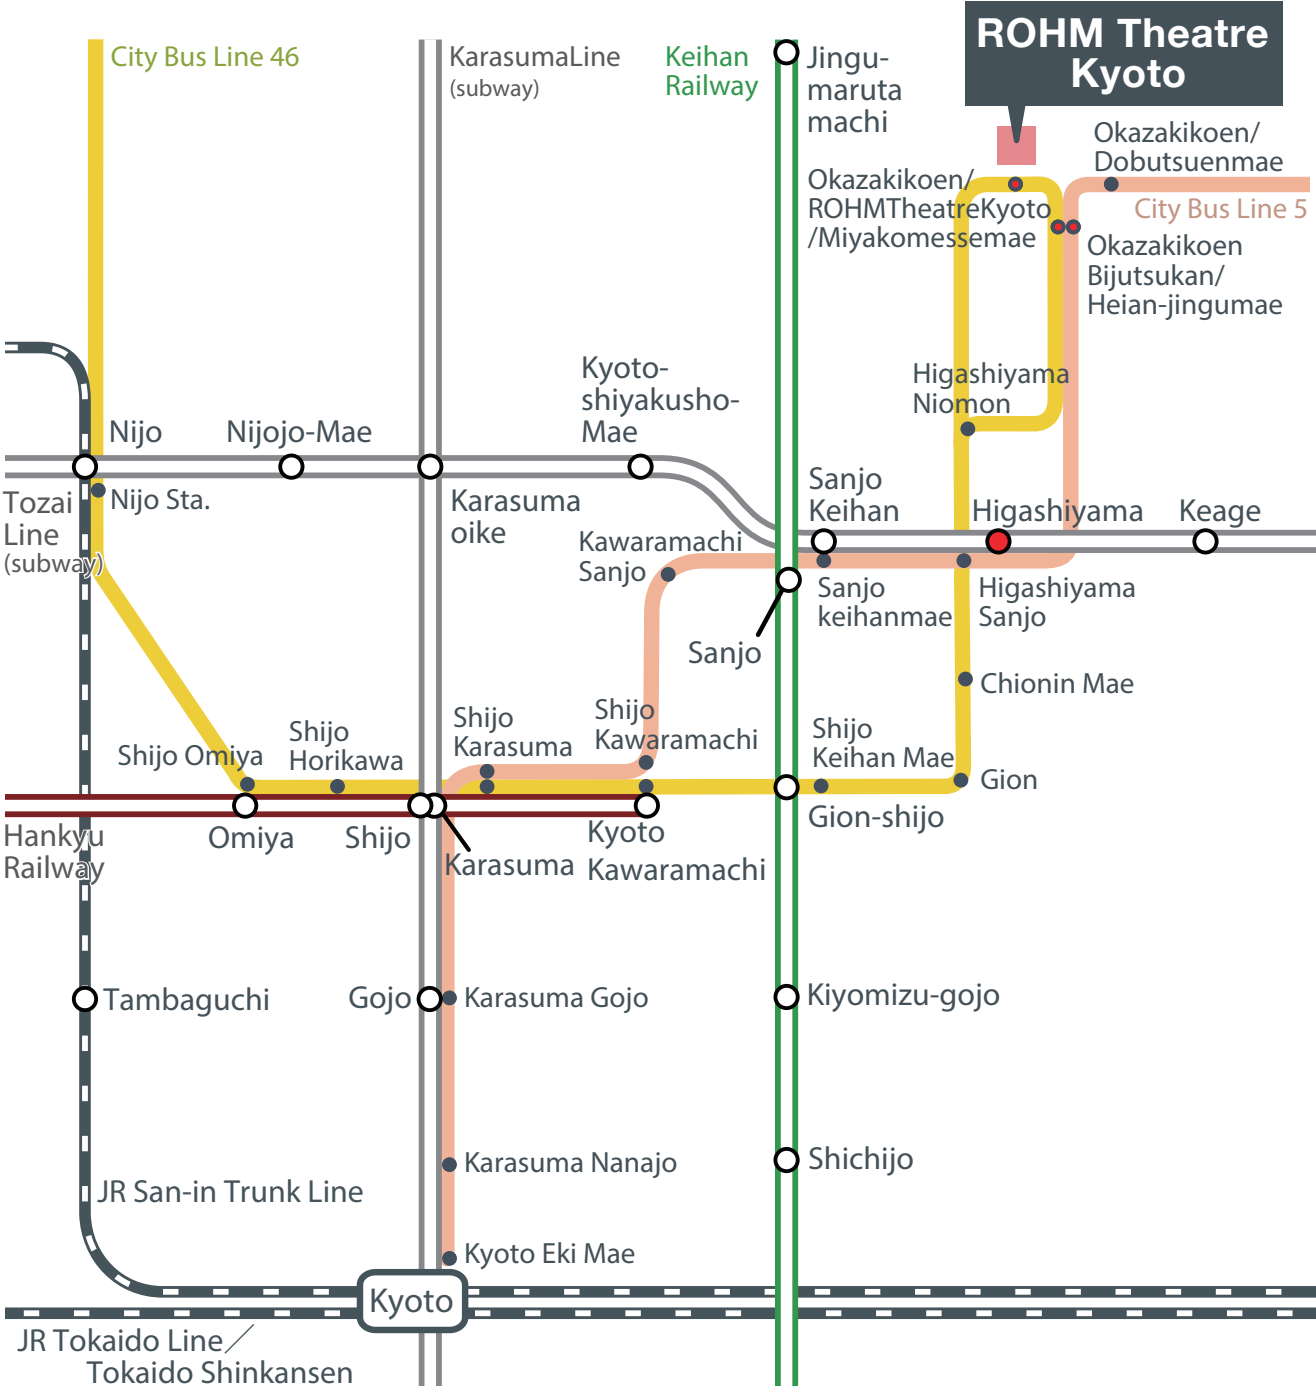 City Bus Line 46
KarasumaLine
(subway)
Keihan
Railway
Jingu-
maruta
machi
ROHM Theatre
Kyoto
Okazakikoen/
Dobutsuenmae
City Bus Line 5
Okazakikoen/
ROHMTheatreKyoto
/Miyakomessemae
Okazakikoen
Bijutsukan/
Heian-jingumae
Higashiyama
Niomon
Kyoto-
shiyakusho-
Mae
Nijo
Nijojo-Mae
Tozai
Line
(subway)
Nijo Sta.
Karasuma
oike
Sanjo
Keihan
Higashiyama
Keage
Kawaramachi
Sanjo
Sanjo
keihanmae
Higashiyama
Sanjo
Sanjo
Chionin Mae
Shijo Omiya
Shijo
Horikawa
Shijo
Karasuma
Shijo
Kawaramachi
Shijo
Keihan Mae
Gion
Gion-shijo
Hankyu
Railway
Omiya
Shijo
Karasuma
Kyoto
Kawaramachi
Tambaguchi
Gojo
Karasuma Gojo
Kiyomizu-gojo
Karasuma Nanajo
Shichijo
JR San-in Trunk Line
Kyoto Eki Mae
Kyoto
JR Tokaido Line／
Tokaido Shinkansen